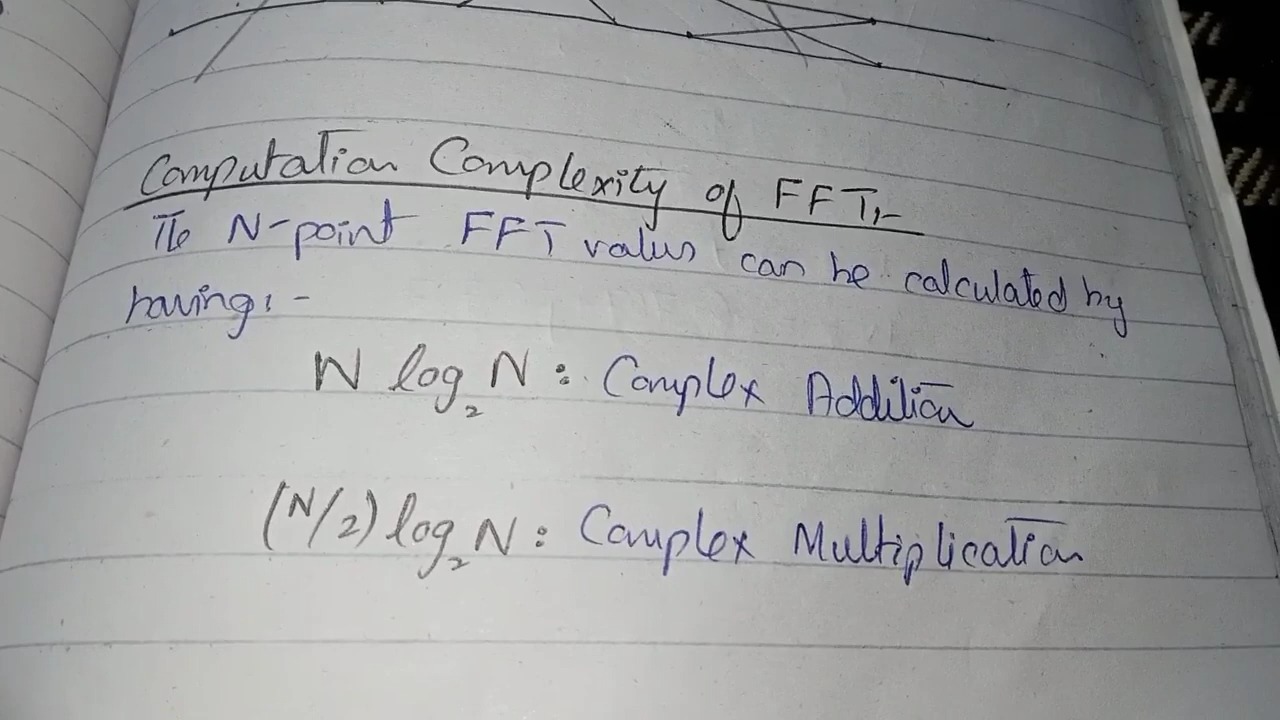 Computation Complexity of FFT:-
The N-point FFT values can be calculated by
having:-
N log₂ N : Complex Addition
(N/2) log₂ N : Complex Multiplication